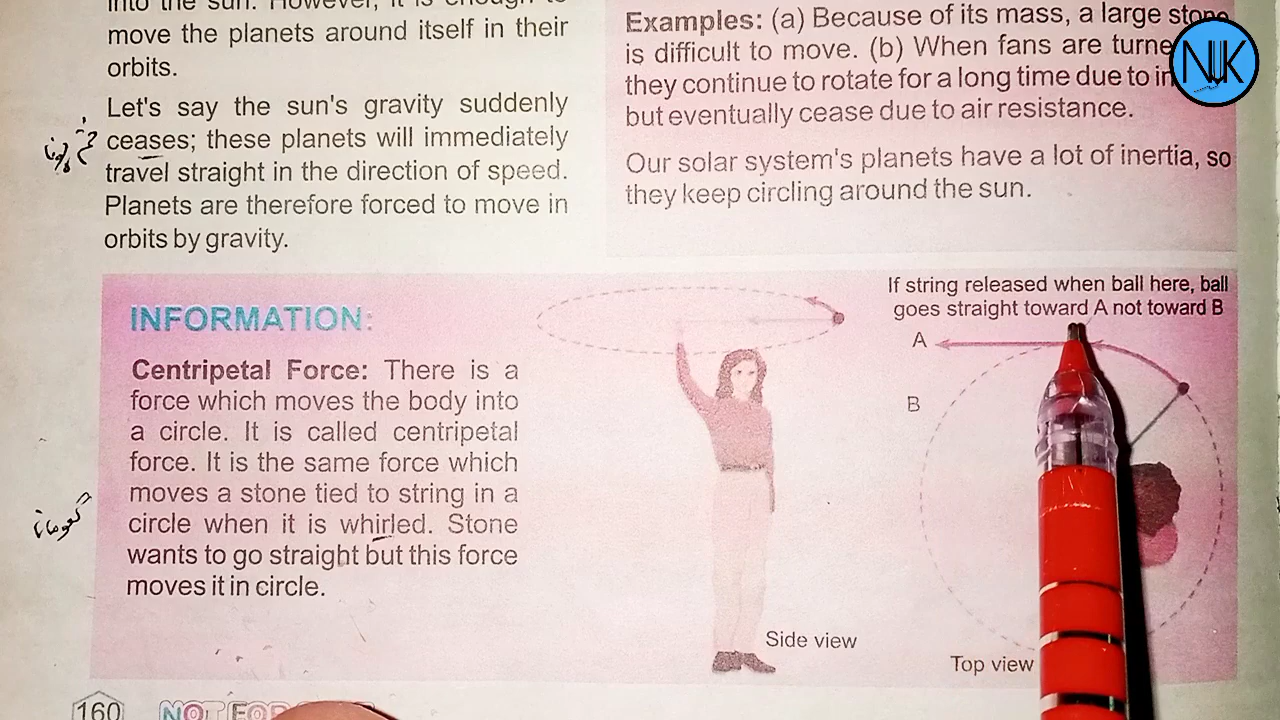 into the sun. However, it is enough to
move the planets around itself in their
orbits.
Let's say the sun's gravity suddenly
ceases; these planets will immediately
travel straight in the direction of speed.
Planets are therefore forced to move in
orbits by gravity.
Examples: (a) Because of its mass, a large stone
is difficult to move. (b) When fans are turne
they continue to rotate for a long time due to in
but eventually cease due to air resistance.
Our solar system's planets have a lot of inertia, so
they keep circling around the sun.
NUK
INFORMATION:
Centripetal Force: There is a
force which moves the body into
a circle. It is called centripetal
force. It is the same force which
moves a stone tied to string in a
circle when it is whirled. Stone
wants to go straight but this force
moves it in circle.
Side view
If string released when ball here, ball
goes straight toward A not toward B
A
B
Top view
160
NOT FOR